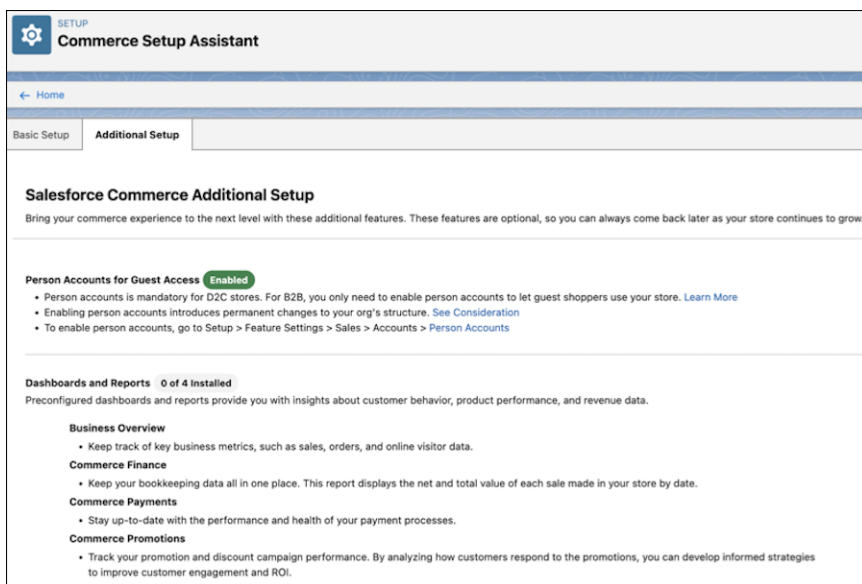 SETUP
Commerce Setup Assistant
← Home
Basic Setup
Additional Setup
Salesforce Commerce Additional Setup
Bring your commerce experience to the next level with these additional features. These features are optional, so you can always come back later as your store continues to grow
Person Accounts for Guest Access Enabled
• Person accounts is mandatory for D2C stores. For B2B, you only need to enable person accounts to let guest shoppers use your store. Learn More
• Enabling person accounts introduces permanent changes to your org's structure. See Consideration
• To enable person accounts, go to Setup > Feature Settings > Sales > Accounts > Person Accounts
Dashboards and Reports 0 of 4 Installed
Preconfigured dashboards and reports provide you with insights about customer behavior, product performance, and revenue data.
Business Overview
• Keep track of key business metrics, such as sales, orders, and online visitor data.
Commerce Finance
• Keep your bookkeeping data all in one place. This report displays the net and total value of each sale made in your store by date.
Commerce Payments
• Stay up-to-date with the performance and health of your payment processes.
Commerce Promotions
• Track your promotion and discount campaign performance. By analyzing how customers respond to the promotions, you can develop informed strategies
to improve customer engagement and ROI.